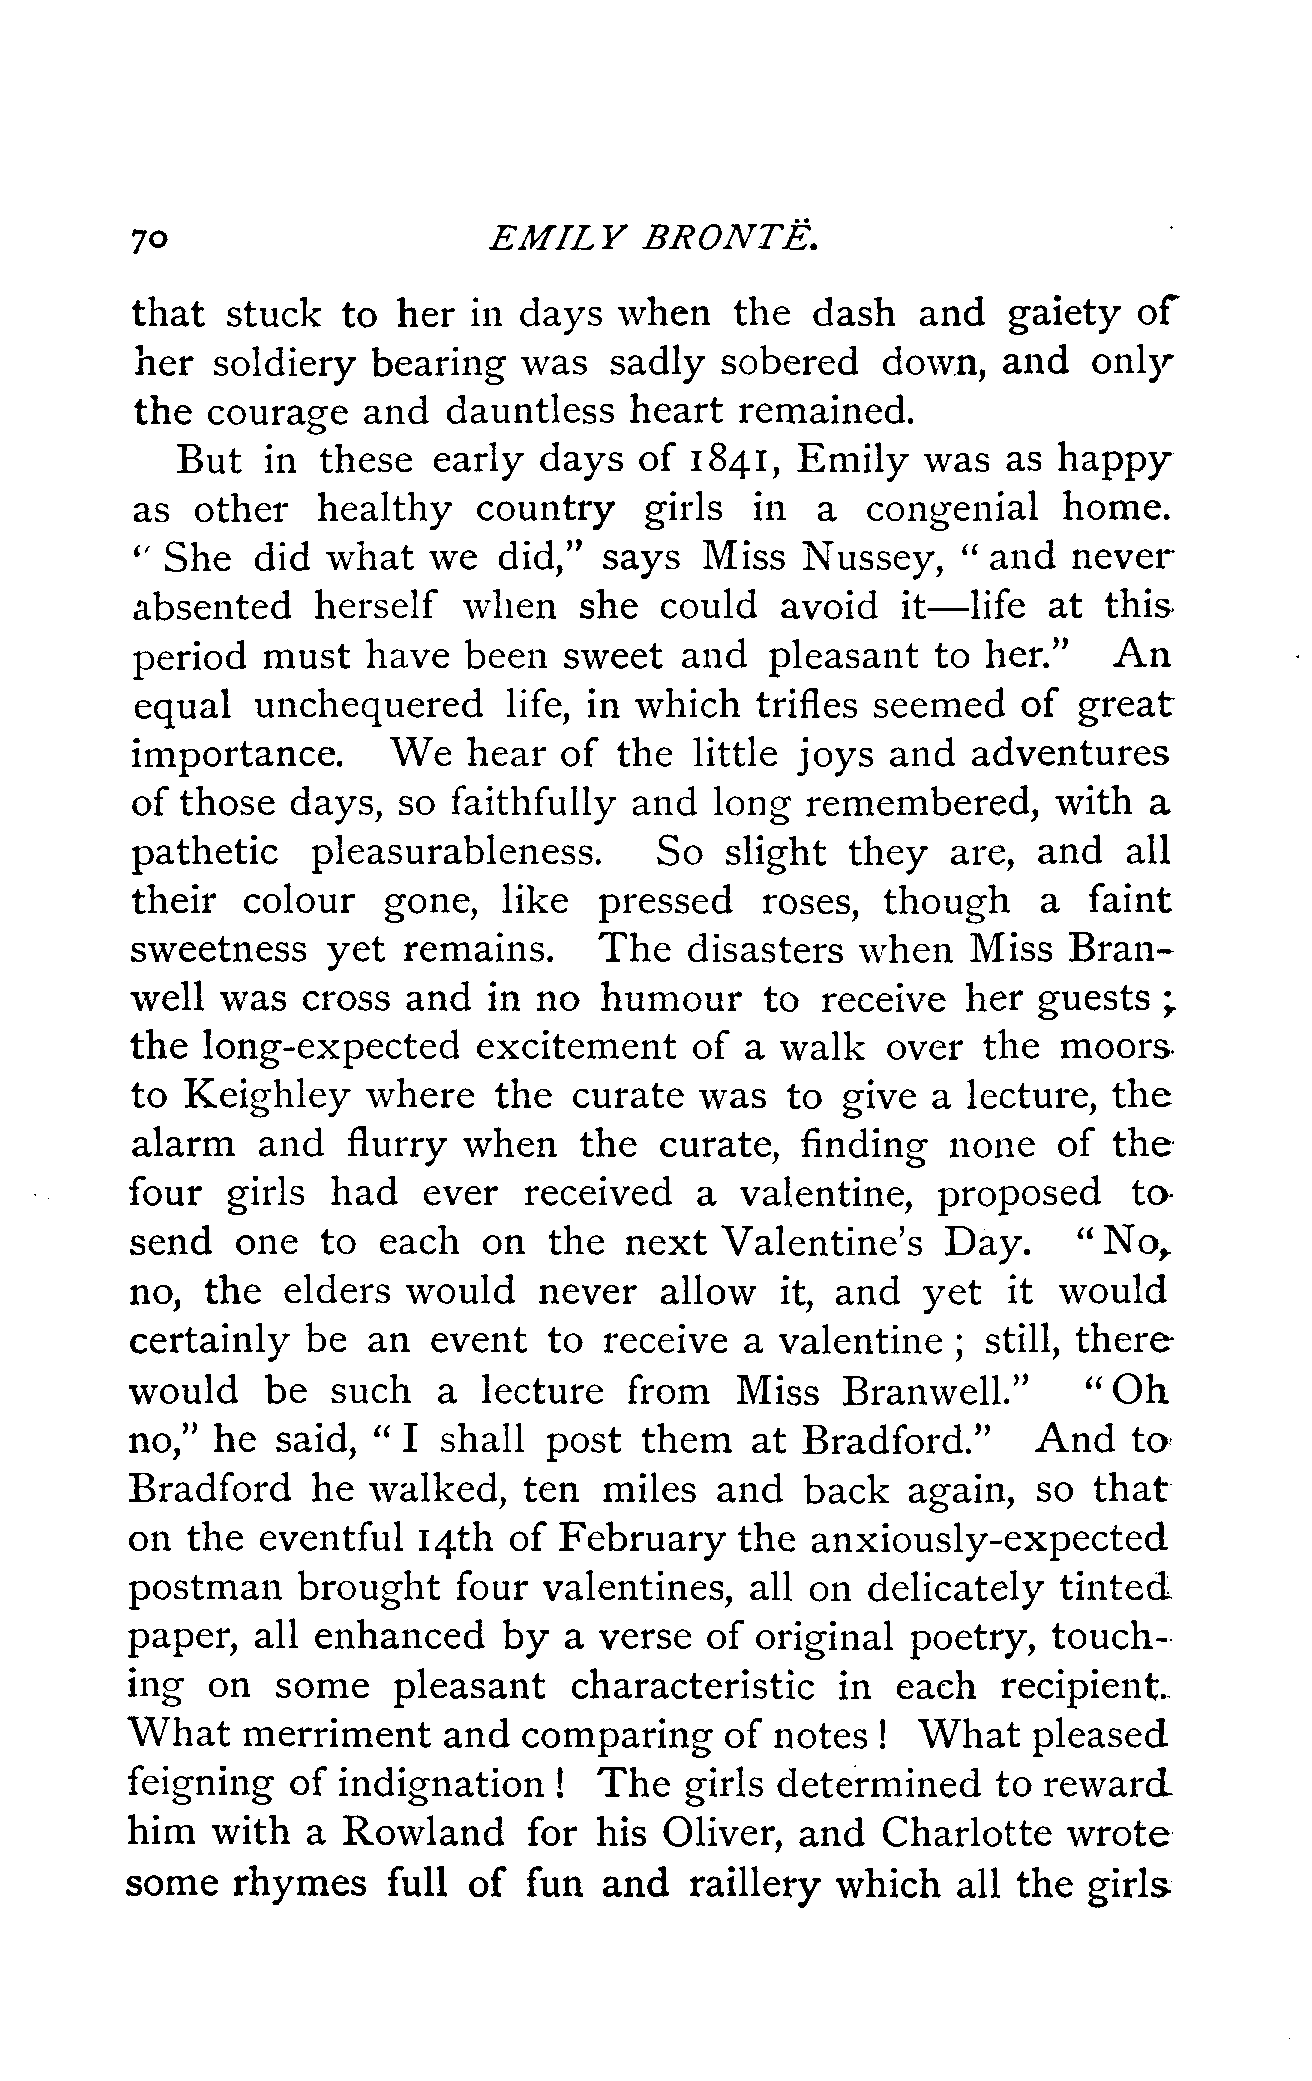 70 EMILY BRONTË.
that stuck to her in days when the dash and gaiety of
her soldiery bearing was sadly sobered down, and only
the courage and dauntless heart remained.
But in these early days of 1841, Emily was as happy
as other healthy country girls in a congenial home.
“ She did what we did,” says Miss Nussey, “ and never
absented herself when she could avoid it—life at this
period must have been sweet and pleasant to her.” An
equal unchequered life, in which trifles seemed of great
importance. We hear of the little joys and adventures
of those days, so faithfully and long remembered, with a
pathetic pleasurableness. So slight they are, and all
their colour gone, like pressed roses, though a faint
sweetness yet remains. The disasters when Miss Bran-
well was cross and in no humour to receive her guests ;
the long-expected excitement of a walk over the moors
to Keighley where the curate was to give a lecture, the
alarm and flurry when the curate, finding none of the
four girls had ever received a valentine, proposed to
send one to each on the next Valentine’s Day. “ No,
no, the elders would never allow it, and yet it would
certainly be an event to receive a valentine ; still, there
would be such a lecture from Miss Branwell.” “ Oh
no,” he said, “ I shall post them at Bradford.” And to
Bradford he walked, ten miles and back again, so that
on the eventful 14th of February the anxiously-expected
postman brought four valentines, all on delicately tinted
paper, all enhanced by a verse of original poetry, touch-
ing on some pleasant characteristic in each recipient.
What merriment and comparing of notes ! What pleased
feigning of indignation ! The girls determined to reward
him with a Rowland for his Oliver, and Charlotte wrote
some rhymes full of fun and raillery which all the girls